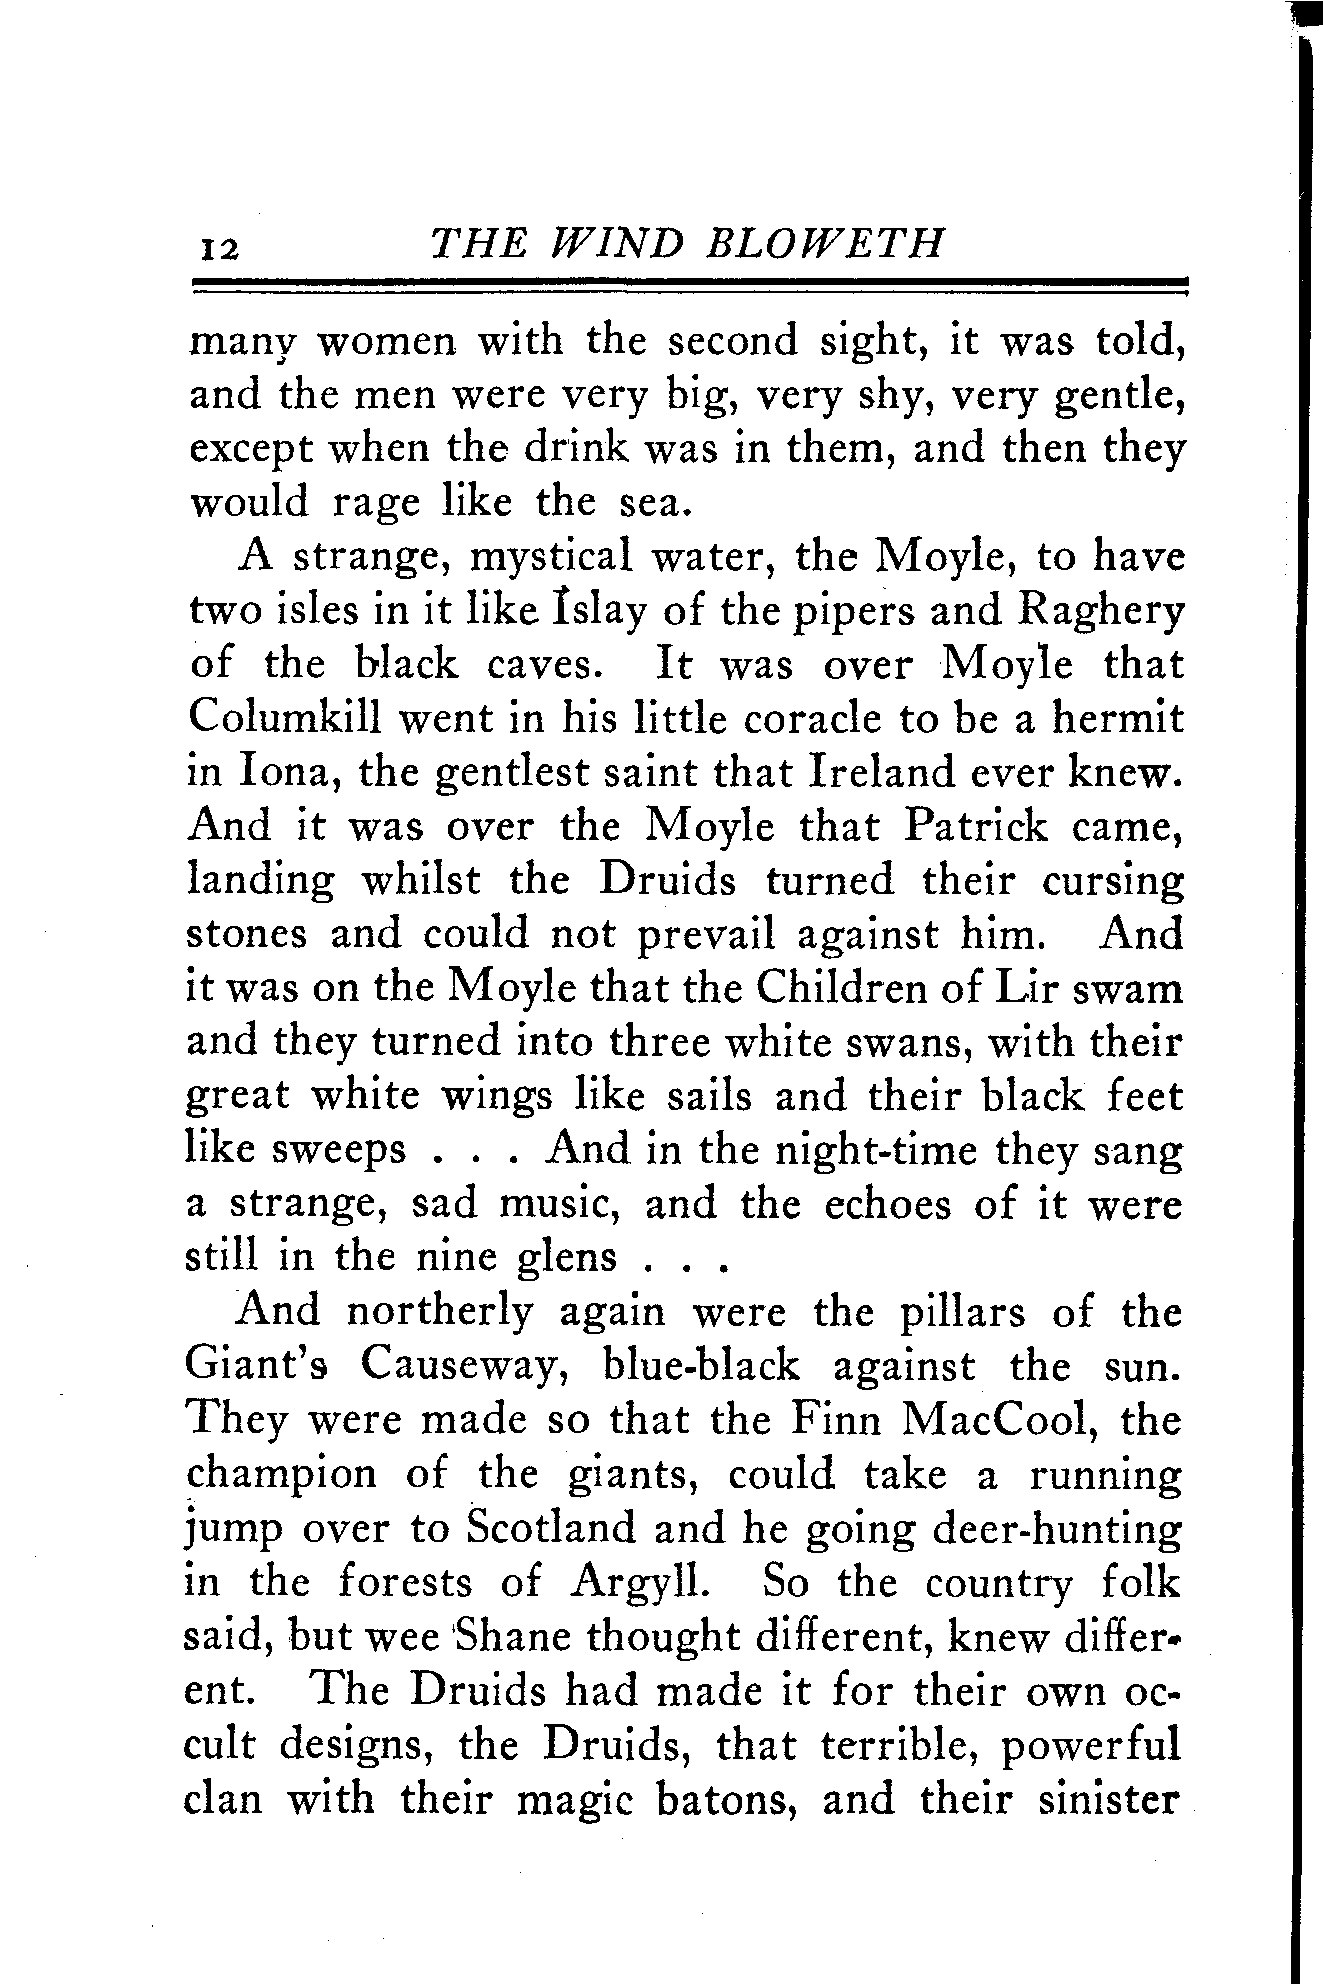 12 THE WIND BLOWETH
many women with the second sight, it was told,
and the men were very big, very shy, very gentle,
except when the drink was in them, and then they
would rage like the sea.
A strange, mystical water, the Moyle, to have
two isles in it like Islay of the pipers and Raghery
of the black caves. It was over Moyle that
Columkill went in his little coracle to be a hermit
in Iona, the gentlest saint that Ireland ever knew.
And it was over the Moyle that Patrick came,
landing whilst the Druids turned their cursing
stones and could not prevail against him. And
it was on the Moyle that the Children of Lir swam
and they turned into three white swans, with their
great white wings like sails and their black feet
like sweeps . . . And in the night-time they sang
a strange, sad music, and the echoes of it were
still in the nine glens . . .
And northerly again were the pillars of the
Giant's Causeway, blue-black against the sun.
They were made so that the Finn MacCool, the
champion of the giants, could take a running
jump over to Scotland and he going deer-hunting
in the forests of Argyll. So the country folk
said, but wee Shane thought different, knew differ-
ent. The Druids had made it for their own oc-
cult designs, the Druids, that terrible, powerful
clan with their magic batons, and their sinister